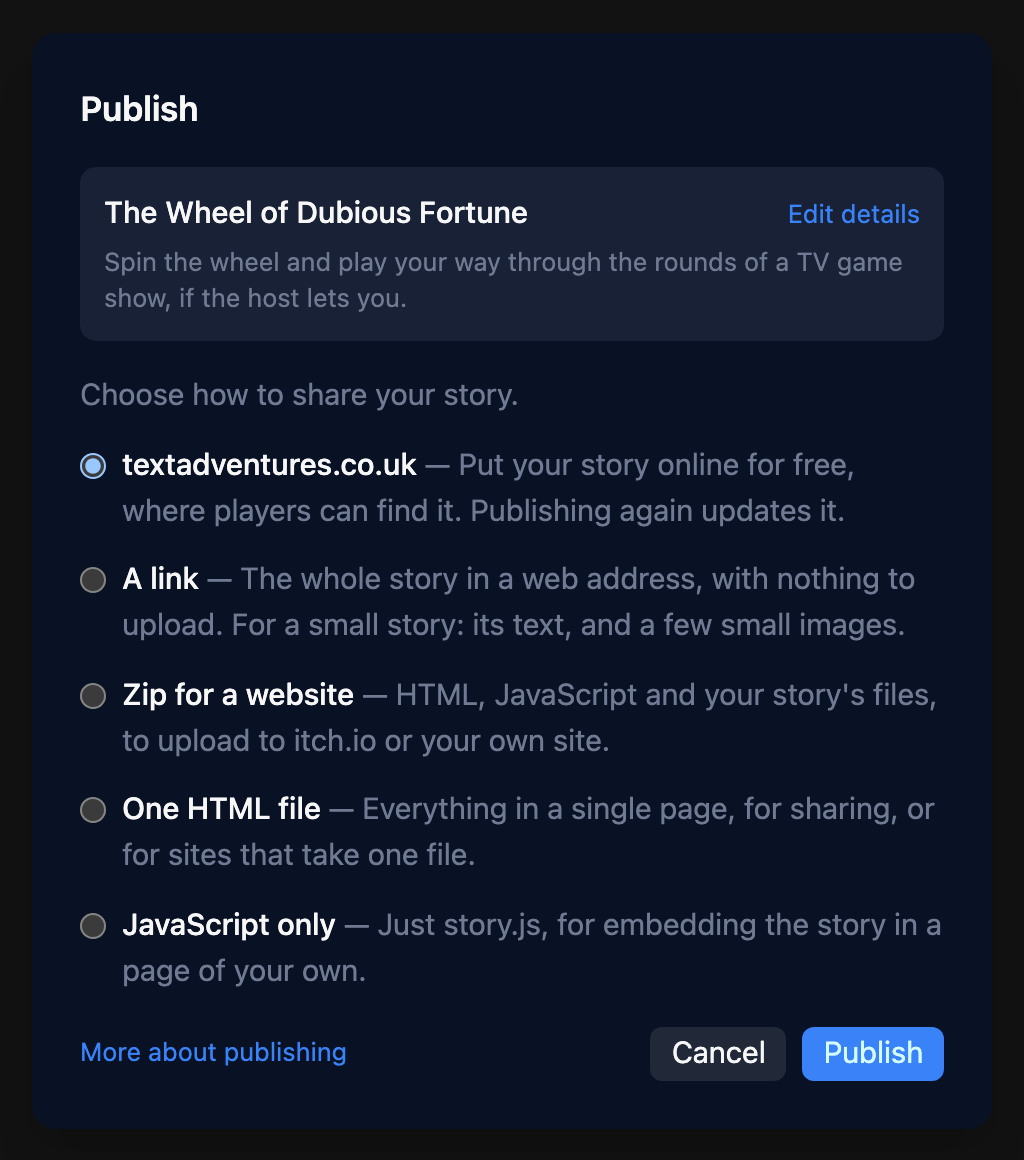 Publish
The Wheel of Dubious Fortune
Edit details
Spin the wheel and play your way through the rounds of a TV game
show, if the host lets you.
Choose how to share your story.
textadventures.co.uk — Put your story online for free,
where players can find it. Publishing again updates it.
A link — The whole story in a web address, with nothing to
upload. For a small story: its text, and a few small images.
Zip for a website — HTML, JavaScript and your story's files,
to upload to itch.io or your own site.
One HTML file — Everything in a single page, for sharing, or
for sites that take one file.
JavaScript only — Just story.js, for embedding the story in a
page of your own.
More about publishing
Cancel
Publish